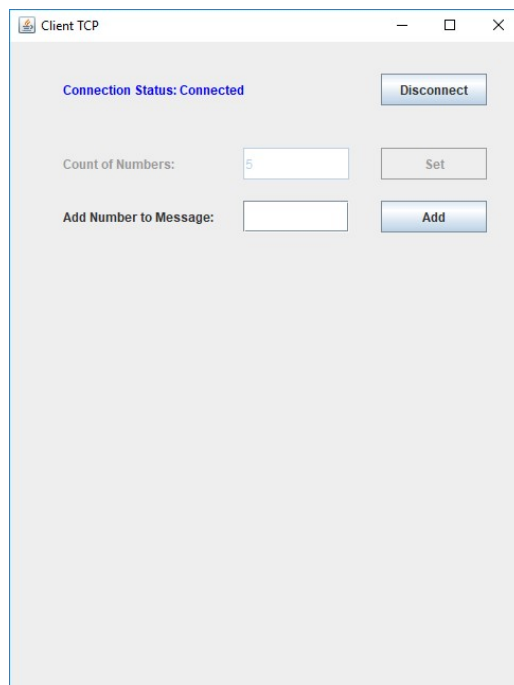 Client TCP
Connection Status: Connected Disconnect
Count of Numbers: 5 Set
Add Number to Message: Add